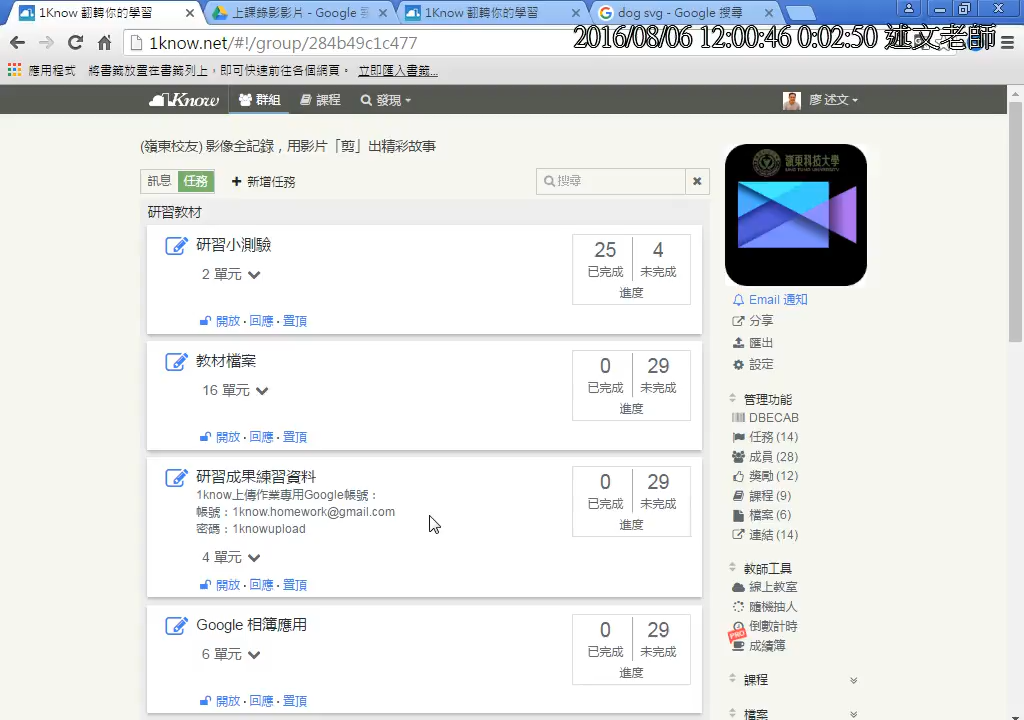 1Know 翻轉你的學習
上課錄影影片 - Google 雲
1Know 翻轉你的學習
dog svg - Google 搜尋
1know.net/#!/group/284b49c1c477
2016/08/06 12:00:46 0:02:50 述文老師
應用程式 將書籤放置在書籤列上，即可快速前往各個網頁。 立即匯入書籤...
1Know 群組 課程 發現 廖 述文
(嶺東校友) 影像全記錄，用影片「剪」出精彩故事
訊息 任務 新增任務 搜尋
研習教材
研習小測驗
2 單元
25 4
已完成 未完成
進度
開放 · 回應 · 置頂
教材檔案
16 單元
0 29
已完成 未完成
進度
開放 · 回應 · 置頂
研習成果練習資料
1know上傳作業專用Google帳號：
帳號：1know.homework@gmail.com
密碼：1knowupload
4 單元
0 29
已完成 未完成
進度
開放 · 回應 · 置頂
Google 相簿應用
6 單元
0 29
已完成 未完成
進度
開放 · 回應 · 置頂
嶺東科技大學
Email 通知
分享
匯出
設定
管理功能
DBECAB
任務 (14)
成員 (28)
獎勵 (12)
課程 (9)
檔案 (6)
連結 (14)
教師工具
線上教室
隨機抽人
倒數計時
PRO
成績簿
課程
檔案